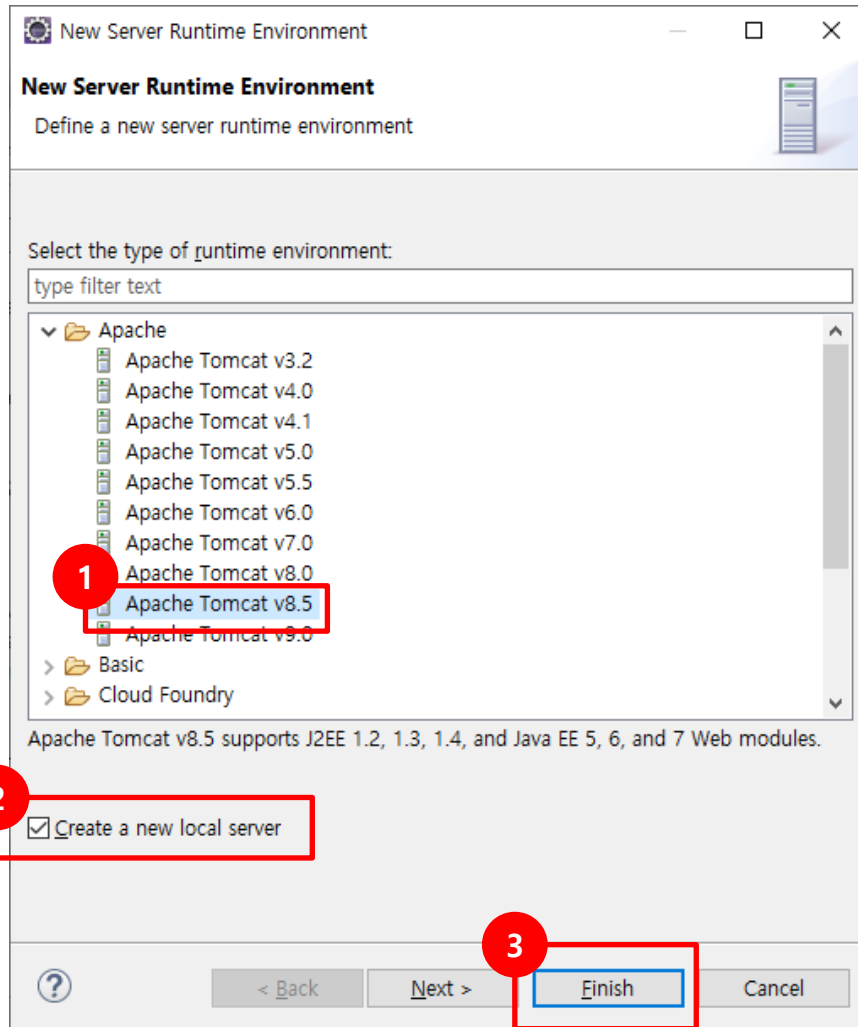 New Server Runtime Environment
New Server Runtime Environment
Define a new server runtime environment
Select the type of runtime environment:
type filter text
Apache
Apache Tomcat v3.2
Apache Tomcat v4.0
Apache Tomcat v4.1
Apache Tomcat v5.0
Apache Tomcat v5.5
Apache Tomcat v6.0
Apache Tomcat v7.0
1
Apache Tomcat v8.0
Apache Tomcat v8.5
Apache Tomcat v9.0
Basic
Cloud Foundry
Apache Tomcat v8.5 supports J2EE 1.2, 1.3, 1.4, and Java EE 5, 6, and 7 Web modules.
2
Create a new local server
3
? < Back Next > Finish Cancel